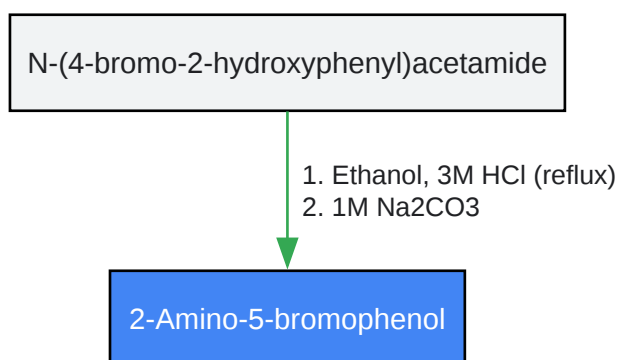 N-(4-bromo-2-hydroxyphenyl)acetamide
1. Ethanol, 3M HCl (reflux)
2. 1M Na2CO3
2-Amino-5-bromophenol